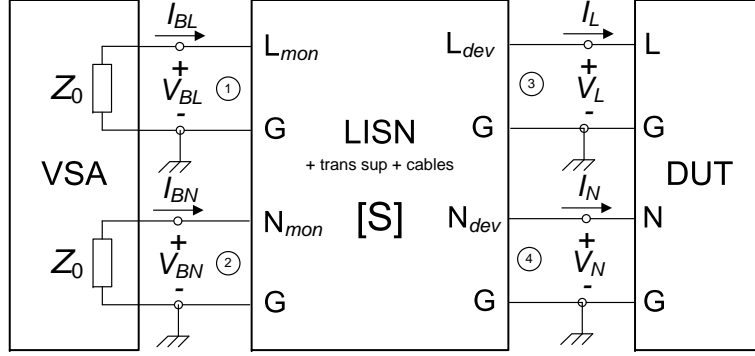 I_BL
I_L
L_mon
L_dev
L
Z_0
+
V_BL
-
1
3
+
V_L
-
G
LISN
G
G
+ trans sup + cables
VSA
DUT
I_BN
[S]
I_N
N_mon
N_dev
N
Z_0
+
V_BN
-
2
4
+
V_N
-
G
G
G